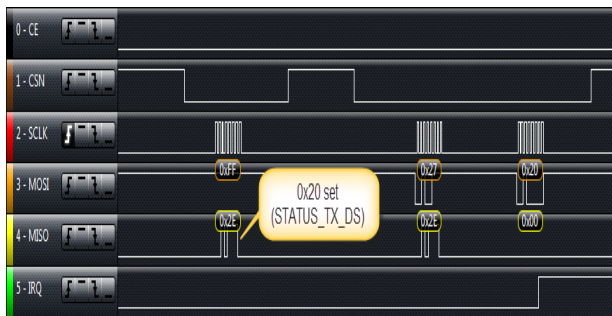 0 - CE
1 - CSN
2 - SCLK
0xFF 0x27 0x20
3 - MOSI
0x20 set
(STATUS_TX_DS)
0x2E 0x2E 0x00
4 - MISO
5 - IRQ